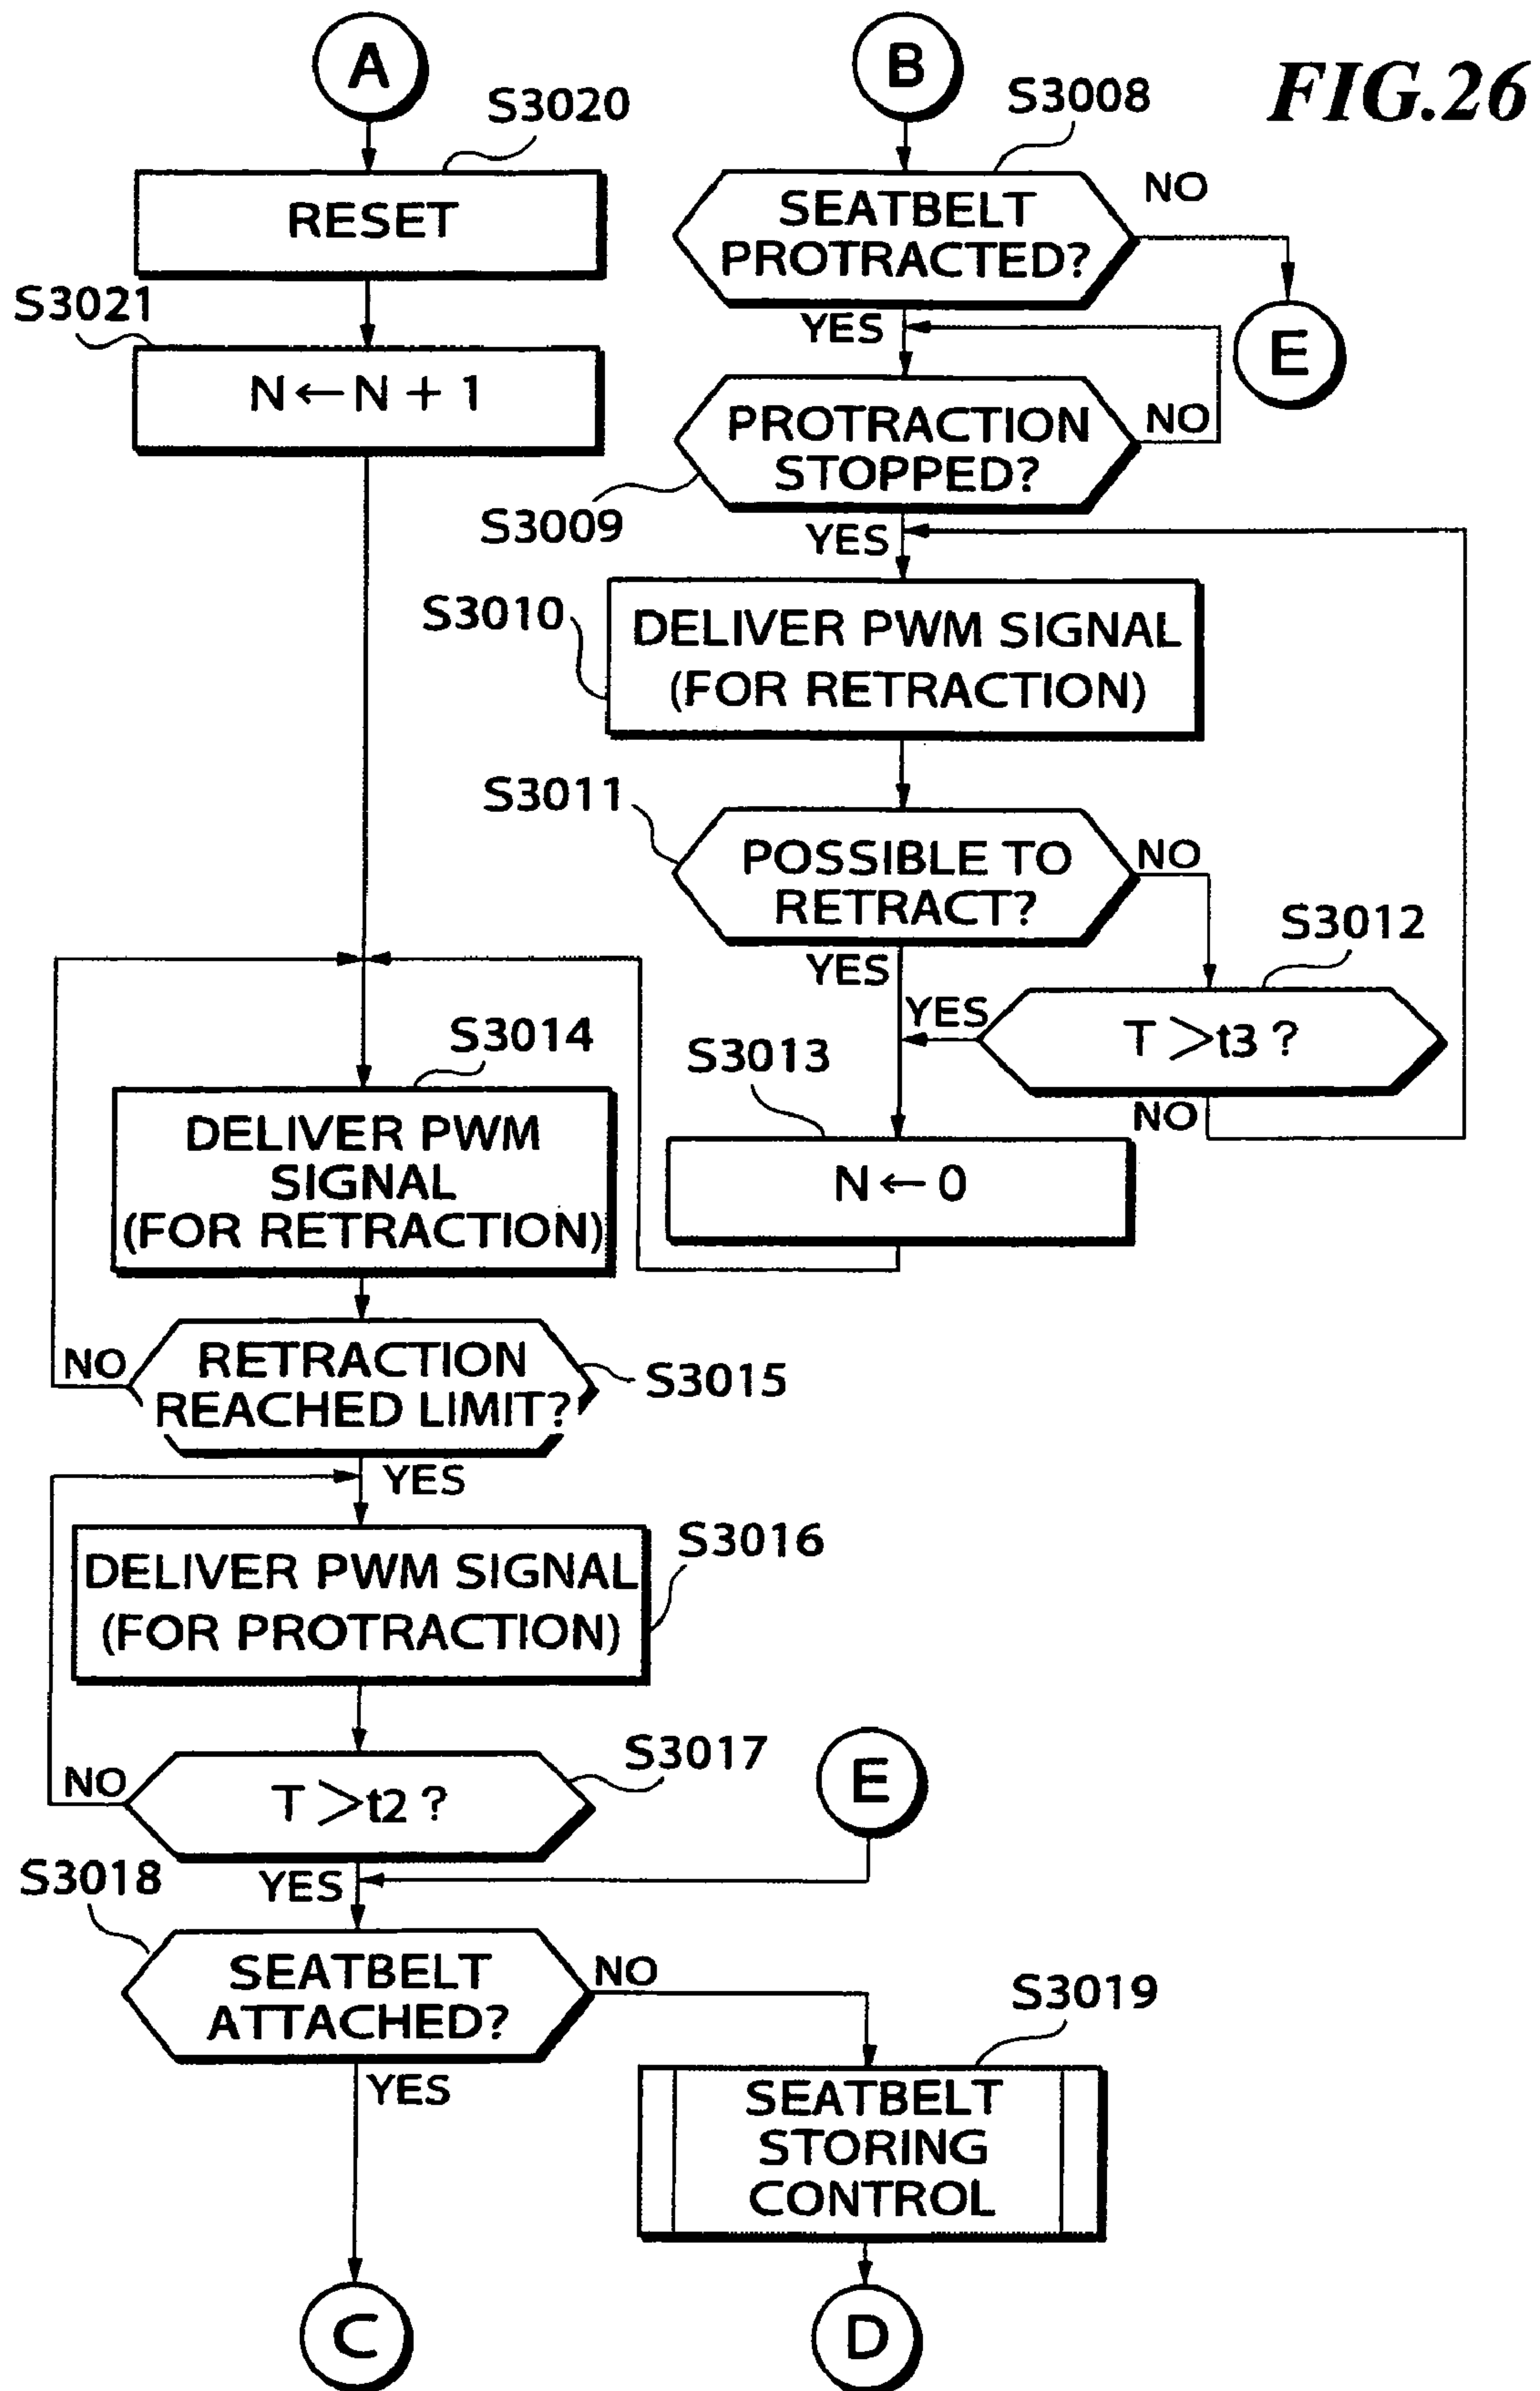 FIG.26
A
S3020
RESET
S3021
N ← N + 1
B
S3008
SEATBELT
PROTRACTED?
NO
E
YES
PROTRACTION
STOPPED?
NO
S3009
YES
S3010
DELIVER PWM SIGNAL
(FOR RETRACTION)
S3011
POSSIBLE TO
RETRACT?
NO
YES
S3012
T > t3 ?
YES
NO
S3013
N ← 0
S3014
DELIVER PWM
SIGNAL
(FOR RETRACTION)
RETRACTION
REACHED LIMIT?
NO
S3015
YES
S3016
DELIVER PWM SIGNAL
(FOR PROTRACTION)
S3017
T > t2 ?
NO
YES
E
S3018
SEATBELT
ATTACHED?
NO
YES
S3019
SEATBELT
STORING
CONTROL
C
D